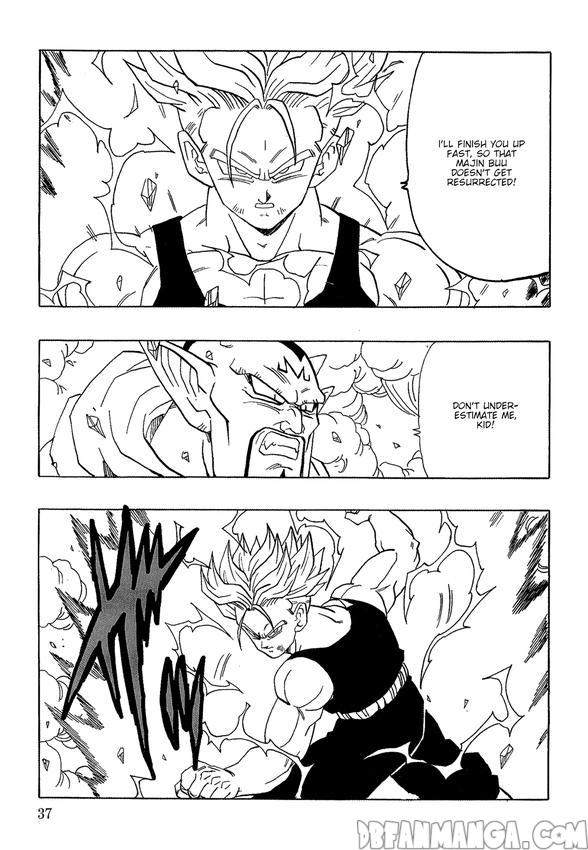 I'LL FINISH YOU UP
FAST, SO THAT
MAJIN BUU
DOESN'T GET
RESURRECTED!
DON'T UNDER-
ESTIMATE ME,
KID!
M
37
DBFANMANGA.COM